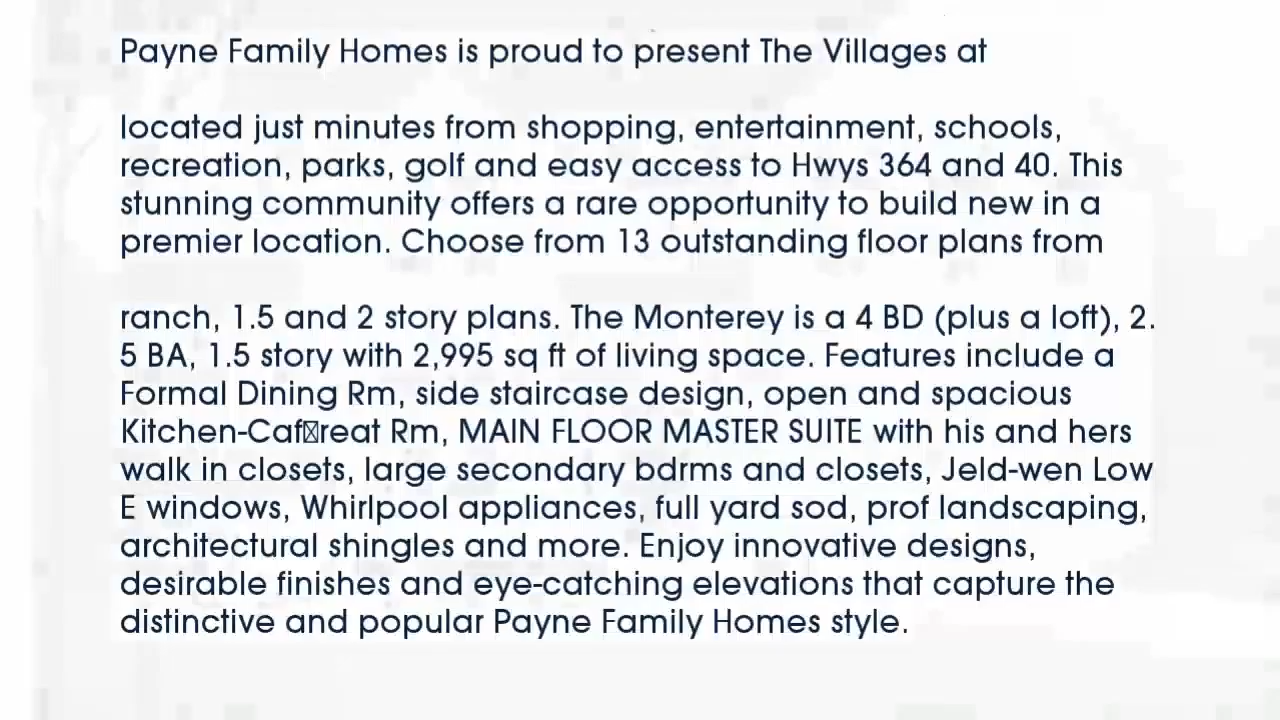 Payne Family Homes is proud to present The Villages at
located just minutes from shopping, entertainment, schools,
recreation, parks, golf and easy access to Hwys 364 and 40. This
stunning community offers a rare opportunity to build new in a
premier location. Choose from 13 outstanding floor plans from
ranch, 1.5 and 2 story plans. The Monterey is a 4 BD (plus a loft), 2.
5 BA, 1.5 story with 2,995 sq ft of living space. Features include a
Formal Dining Rm, side staircase design, open and spacious
Kitchen-Caf☒reat Rm, MAIN FLOOR MASTER SUITE with his and hers
walk in closets, large secondary bdrms and closets, Jeld-wen Low
E windows, Whirlpool appliances, full yard sod, prof landscaping,
architectural shingles and more. Enjoy innovative designs,
desirable finishes and eye-catching elevations that capture the
distinctive and popular Payne Family Homes style.